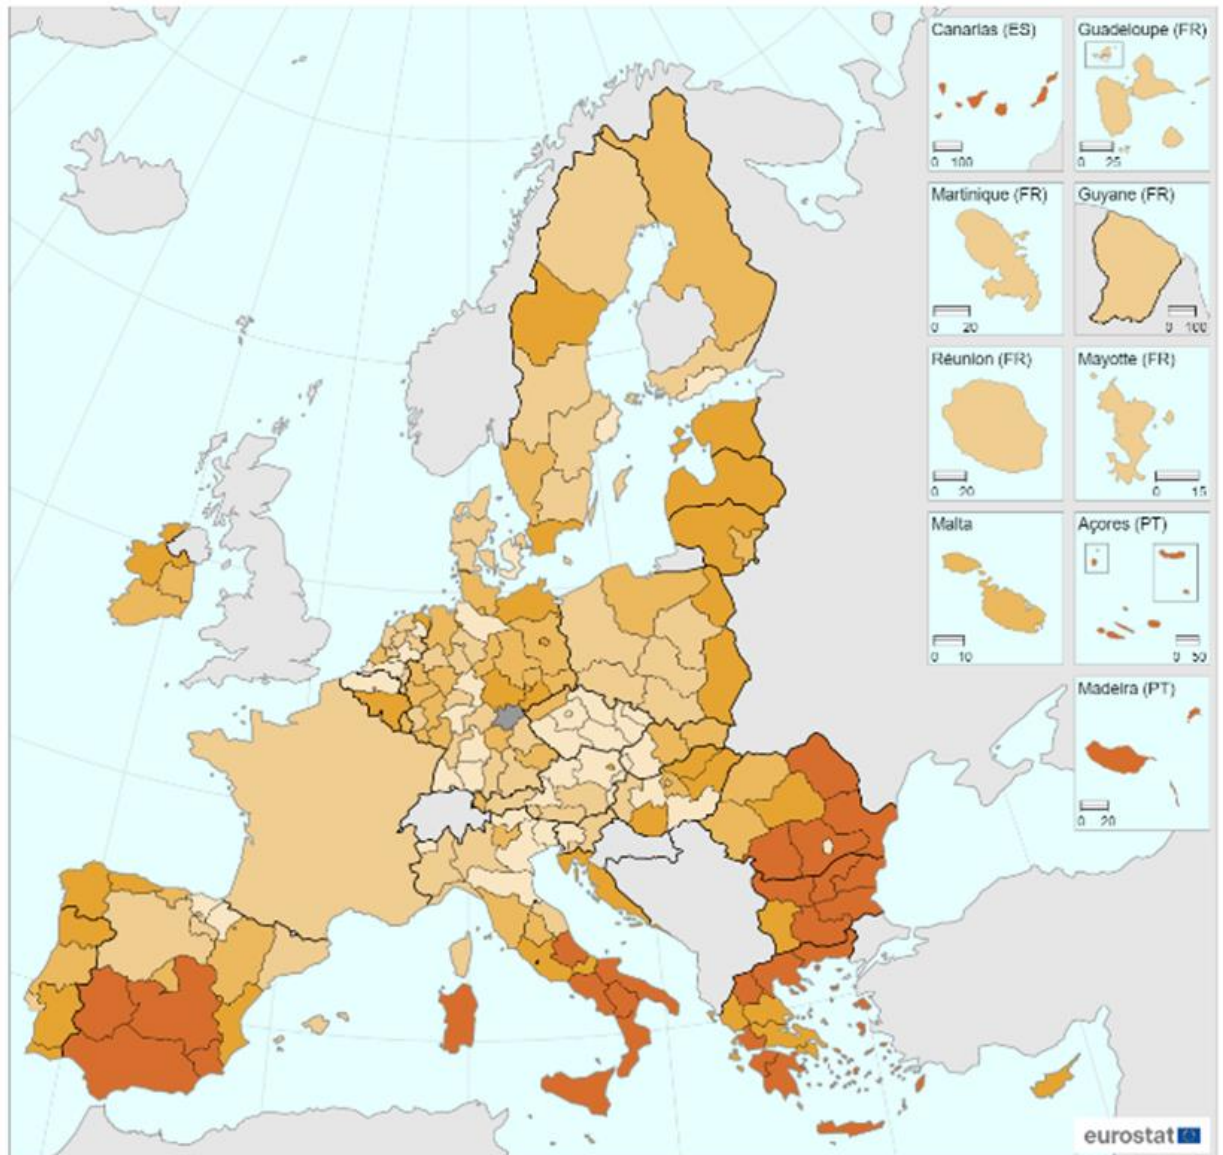 Canarias (ES)
0 100
Guadeloupe (FR)
0 25
Martinique (FR)
0 20
Guyane (FR)
0 100
Réunion (FR)
0 20
Mayotte (FR)
0 15
Malta
0 10
Açores (PT)
0 50
Madeira (PT)
0 20
eurostat